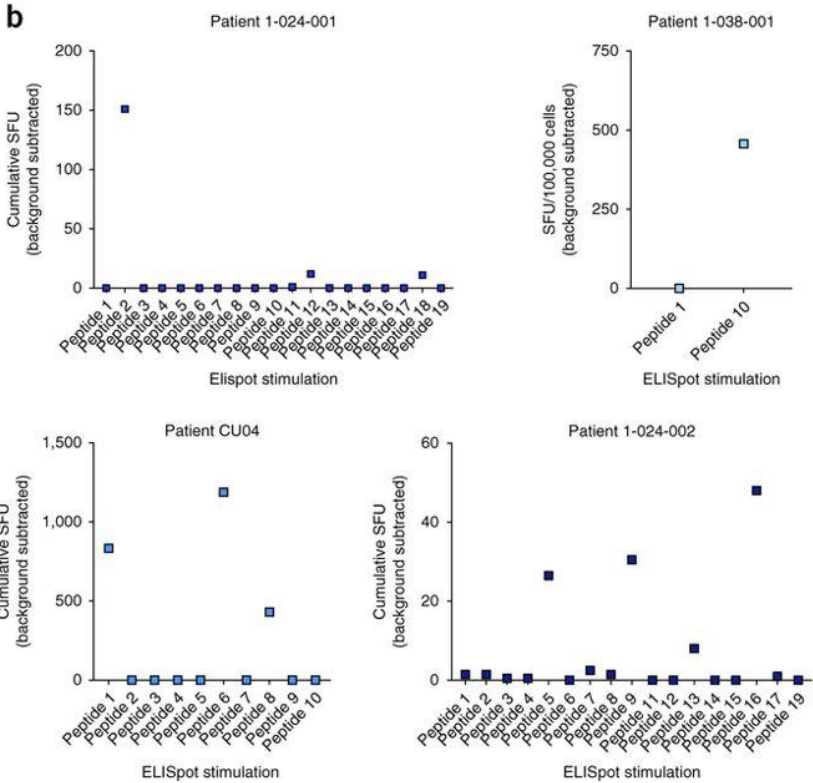 b
Patient 1-024-001
Cumulative SFU
(background subtracted)
200
150
100
50
0
Peptide 1
Peptide 2
Peptide 3
Peptide 4
Peptide 5
Peptide 6
Peptide 7
Peptide 8
Peptide 9
Peptide 10
Peptide 11
Peptide 12
Peptide 13
Peptide 14
Peptide 15
Peptide 16
Peptide 17
Peptide 18
Peptide 19
Elispot stimulation
Patient 1-038-001
SFU/100,000 cells
(background subtracted)
750
500
250
0
Peptide 1
Peptide 10
ELISpot stimulation
Patient CU04
Cumulative SFU
(background subtracted)
1,500
1,000
500
0
Peptide 1
Peptide 2
Peptide 3
Peptide 4
Peptide 5
Peptide 6
Peptide 7
Peptide 8
Peptide 9
Peptide 10
ELISpot stimulation
Patient 1-024-002
Cumulative SFU
(background subtracted)
60
40
20
0
Peptide 1
Peptide 2
Peptide 3
Peptide 4
Peptide 5
Peptide 6
Peptide 7
Peptide 8
Peptide 9
Peptide 11
Peptide 12
Peptide 13
Peptide 14
Peptide 15
Peptide 16
Peptide 17
Peptide 19
ELISpot stimulation